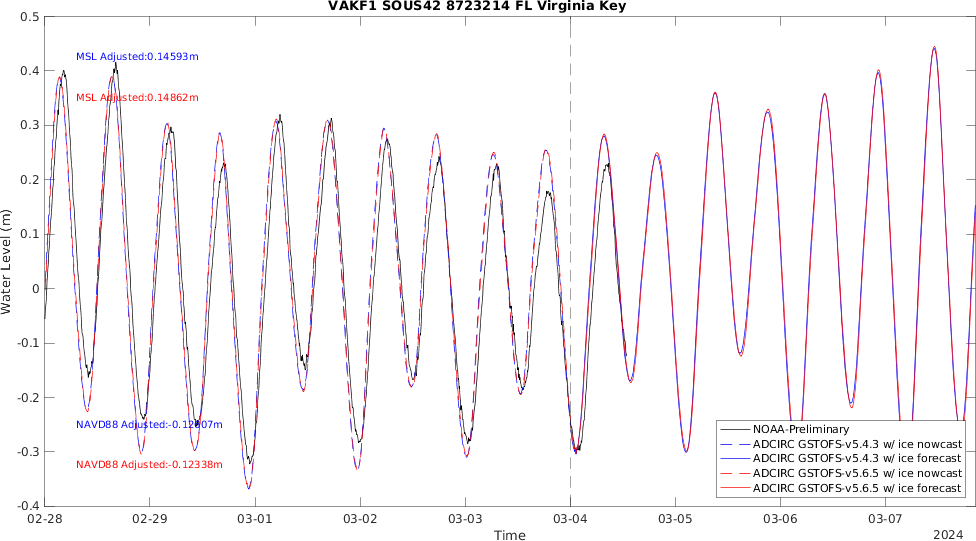 VAKF1 SOUS42 8723214 FL Virginia Key
Water Level (m)
0.5
0.4
0.3
0.2
0.1
0
-0.1
-0.2
-0.3
-0.4
MSL Adjusted:0.14593m
MSL Adjusted:0.14862m
NAVD88 Adjusted:-0.12607m
NAVD88 Adjusted:-0.12338m
NOAA-Preliminary
ADCIRC GSTOFS-v5.4.3 w/ ice nowcast
ADCIRC GSTOFS-v5.4.3 w/ ice forecast
ADCIRC GSTOFS-v5.6.5 w/ ice nowcast
ADCIRC GSTOFS-v5.6.5 w/ ice forecast
02-28 02-29 03-01 03-02 03-03 03-04 03-05 03-06 03-07
Time
2024